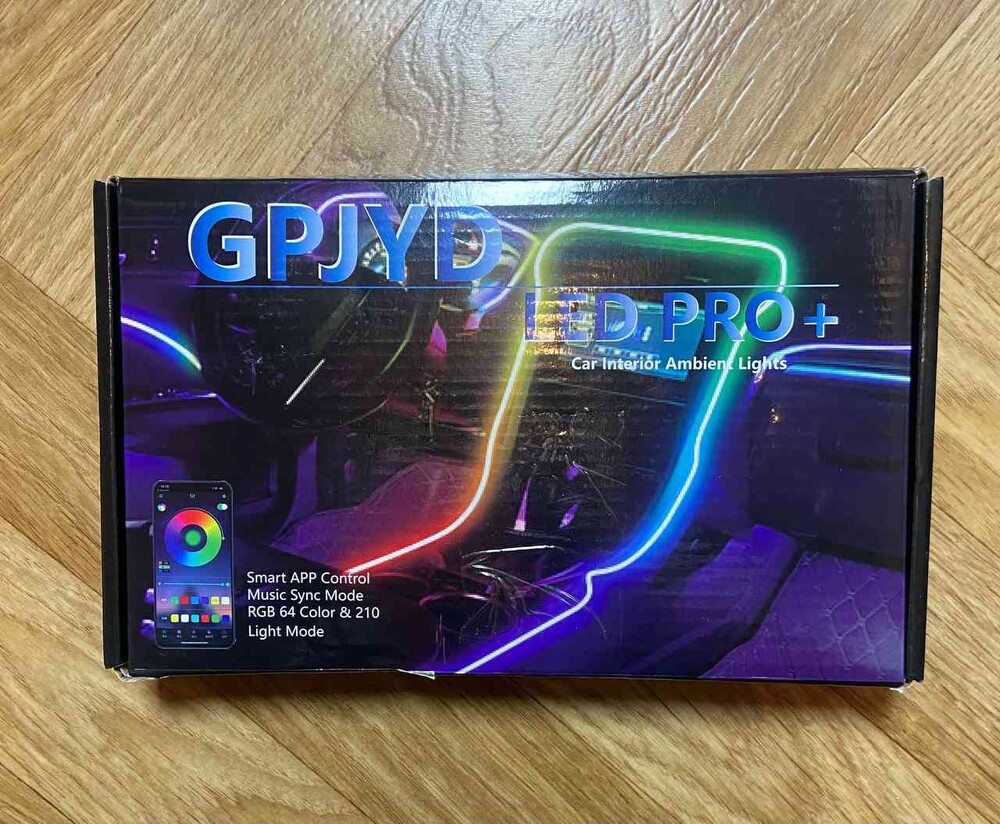 GPJYD
LED PRO+
Car Interior Ambient Lights
Smart APP Control
Music Sync Mode
RGB 64 Color & 210
Light Mode